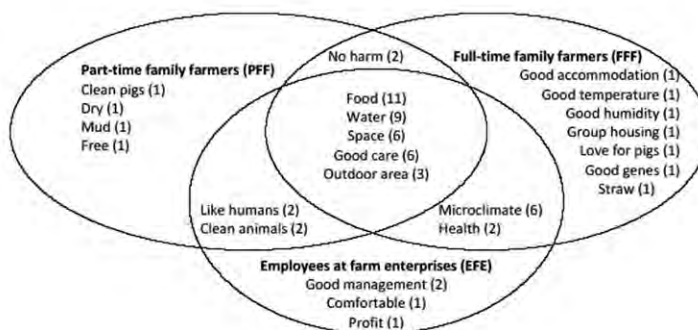 No harm (2)
Part-time family farmers (PFF)
Clean pigs (1)
Dry (1)
Mud (1)
Free (1)
Full-time family farmers (FFF)
Good accommodation (1)
Good temperature (1)
Good humidity (1)
Group housing (1)
Love for pigs (1)
Good genes (1)
Straw (1)
Food (11)
Water (9)
Space (6)
Good care (6)
Outdoor area (3)
Like humans (2)
Clean animals (2)
Microclimate (6)
Health (2)
Employees at farm enterprises (EFE)
Good management (2)
Comfortable (1)
Profit (1)